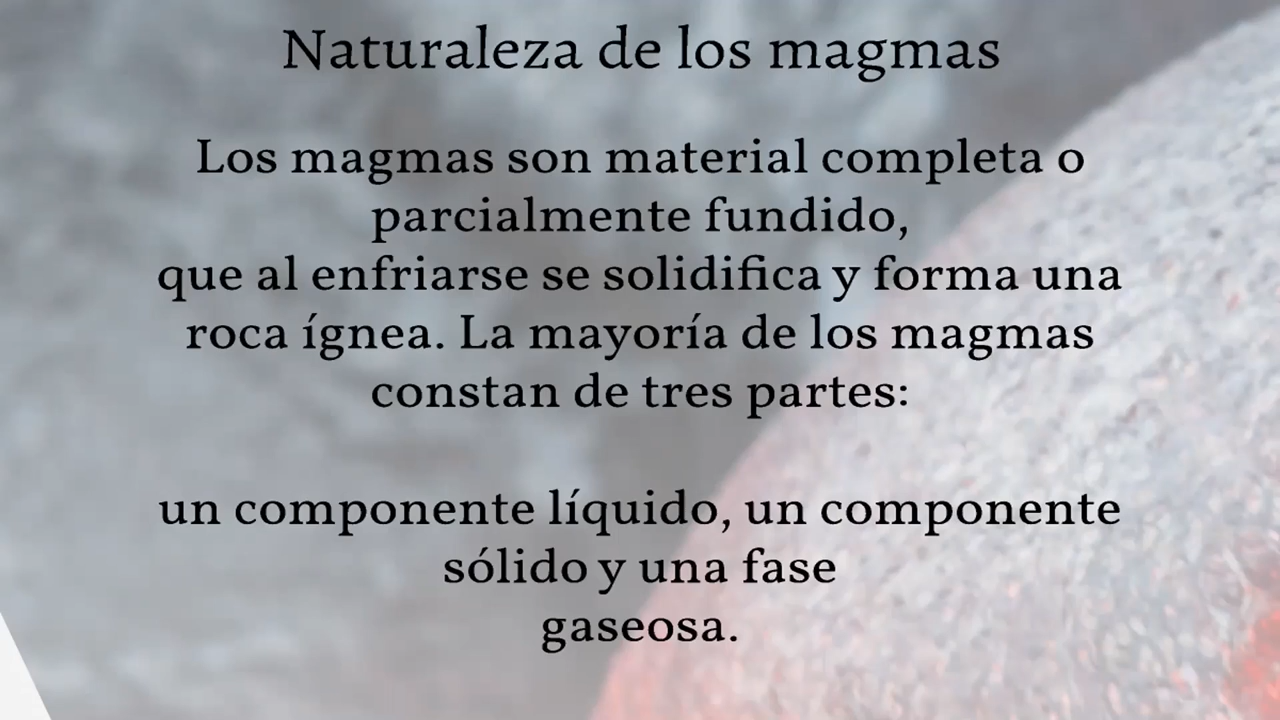 Naturaleza de los magmas
Los magmas son material completa o
parcialmente fundido,
que al enfriarse se solidifica y forma una
roca ígnea. La mayoría de los magmas
constan de tres partes:
un componente líquido, un componente
sólido y una fase
gaseosa.